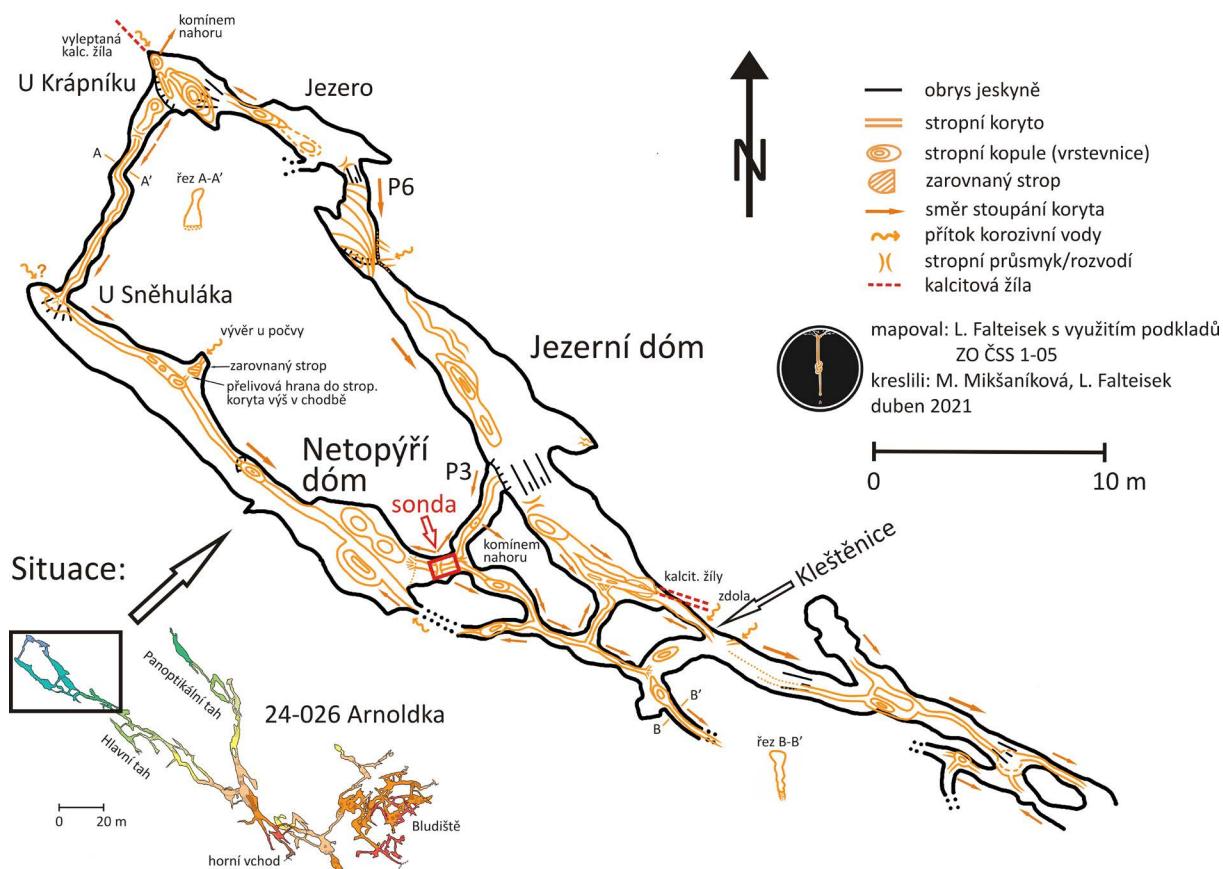 komínem
nahoru
vyleptaná
kalc. žíla
U Krápníku
Jezero
A
A’
řez A-A’
P6
N
obrys jeskyně
stropní koryto
stropní kopule (vrstevnice)
zarovnaný strop
směr stoupání koryta
přítok korozivní vody
stropní průsmyk/rozvodí
kalcitová žíla
?
U Sněhuláka
vývěr u počvy
zarovnaný strop
přelivová hrana do strop.
koryta výš v chodbě
Jezerní dóm
mapoval: L. Falteisek s využitím podkladů
ZO ČSS 1-05
kreslili: M. Mikšaníková, L. Falteisek
duben 2021
0
10 m
Netopýří
dóm
P3
sonda
komínem
nahoru
kalcit. žíly
zdola
Kleštěnice
Situace:
Panoptikální tah
24-026 Arnoldka
Hlavní tah
B
B’
řez B-B’
0
20 m
Bludiště
horní vchod